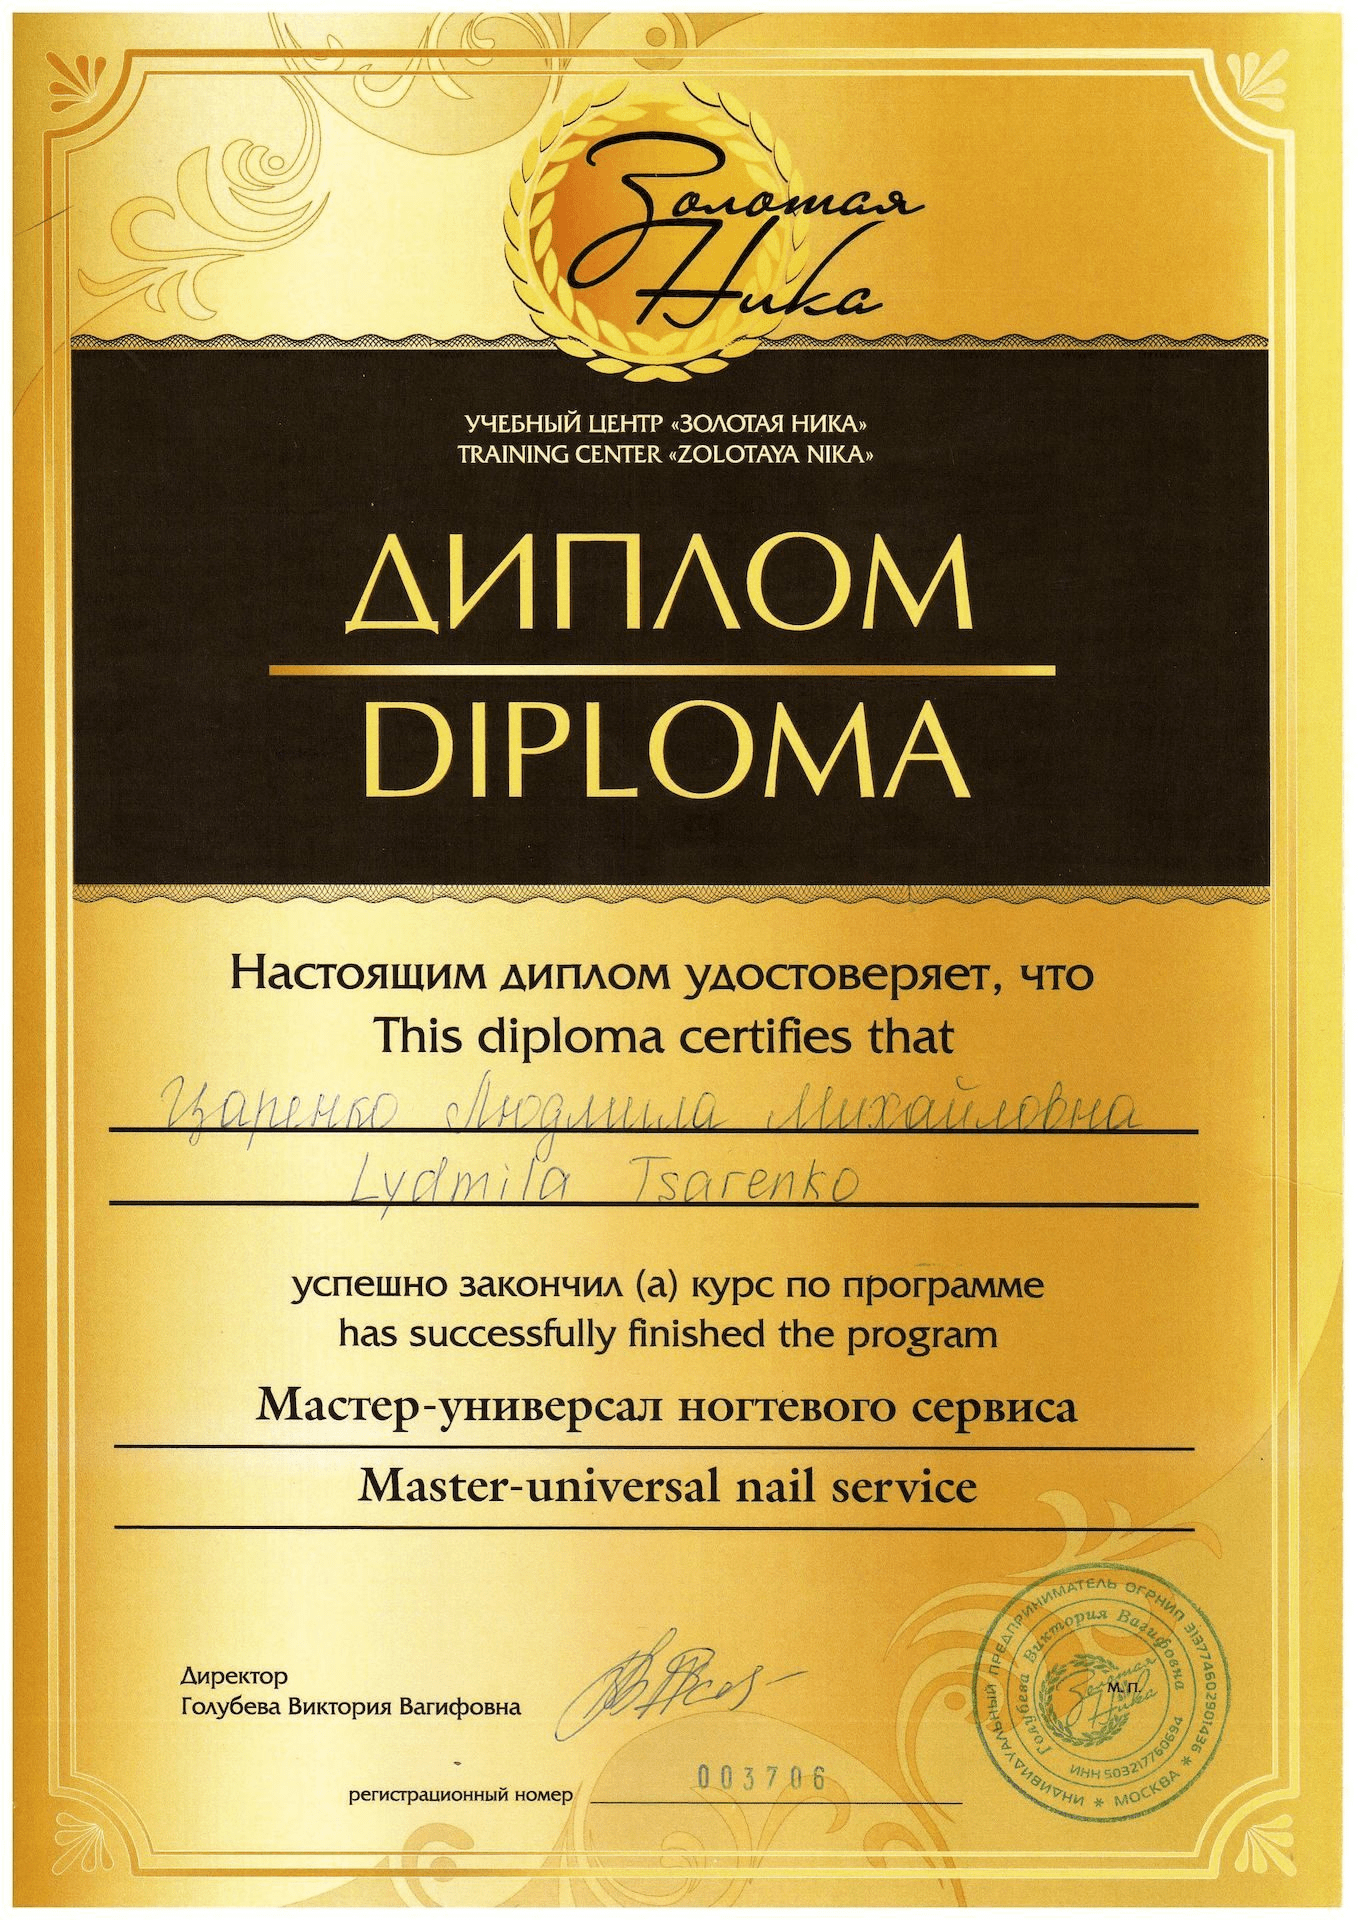 Золотая
Ника
УЧЕБНЫЙ ЦЕНТР «ЗОЛОТАЯ НИКА»
TRAINING CENTER «ZOLOTAYA NIKA»
ДИПЛОМ
DIPLOMA
Настоящим диплом удостоверяет, что
This diploma certifies that
Царенко Людмила Михайловна
Lydmila Tsarenko
успешно закончил (а) курс по программе
has successfully finished the program
Мастер-универсал ногтевого сервиса
Master-universal nail service
Директор
Голубева Виктория Вагифовна
регистрационный номер 003706
ИНДИВИДУАЛЬНЫЙ ПРЕДПРИНИМАТЕЛЬ ОГРНИП 313774602901436
* МОСКВА *
Голубева Виктория Вагифовна
ИНН 503217760694
Золотая
Ника
М.П.